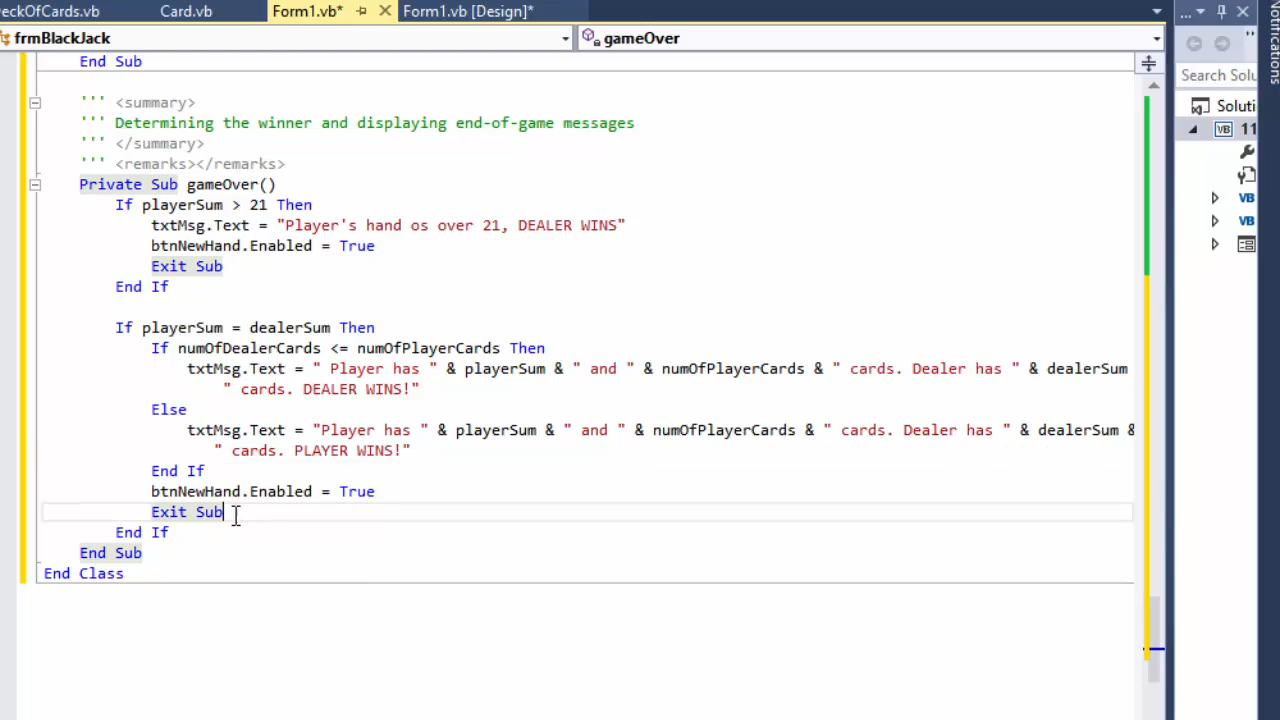 eckOfCards.vb Card.vb Form1.vb* Form1.vb [Design]*
frmBlackJack gameOver
End Sub
''' <summary>
''' Determining the winner and displaying end-of-game messages
''' </summary>
''' <remarks></remarks>
Private Sub gameOver()
If playerSum > 21 Then
txtMsg.Text = "Player's hand os over 21, DEALER WINS"
btnNewHand.Enabled = True
Exit Sub
End If
If playerSum = dealerSum Then
If numOfDealerCards <= numOfPlayerCards Then
txtMsg.Text = " Player has " & playerSum & " and " & numOfPlayerCards & " cards. Dealer has " & dealerSum
" cards. DEALER WINS!"
Else
txtMsg.Text = "Player has " & playerSum & " and " & numOfPlayerCards & " cards. Dealer has " & dealerSum &
" cards. PLAYER WINS!"
End If
btnNewHand.Enabled = True
Exit Sub
End If
End Sub
End Class
Search Solu
Soluti
VB 11
VB
VB
Notifications